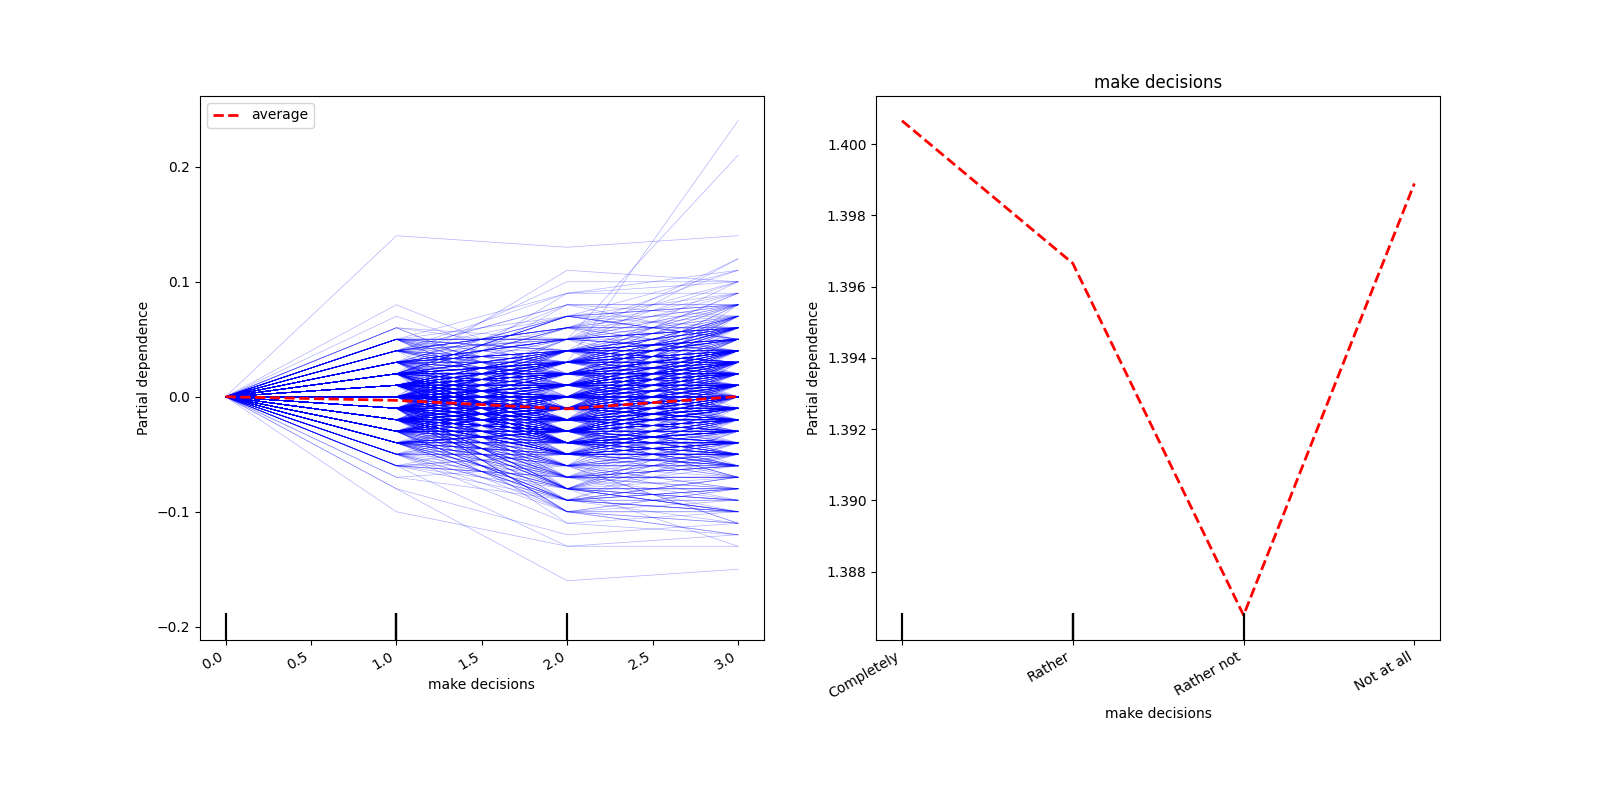 average
0.2
0.1
0.0
−0.1
−0.2
Partial dependence
0.0
0.5
1.0
1.5
2.0
2.5
3.0
make decisions
make decisions
1.400
1.398
1.396
1.394
1.392
1.390
1.388
Partial dependence
Completely
Rather
Rather not
Not at all
make decisions